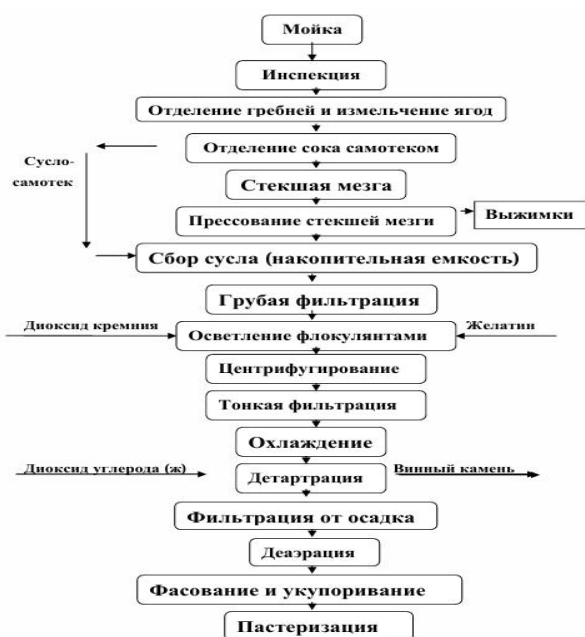 Мойка
Инспекция
Отделение гребней и измельчение ягод
Отделение сока самотеком
Сусло-
самотек
Стекшая мезга
Прессование стекшей мезги
Выжимки
Сбор сусла (накопительная емкость)
Грубая фильтрация
Диоксид кремния
Осветление флокулянтами
Желатин
Центрифугирование
Тонкая фильтрация
Охлаждение
Диоксид углерода (ж)
Детартрация
Винный камень
Фильтрация от осадка
Деаэрация
Фасование и укупоривание
Пастеризация